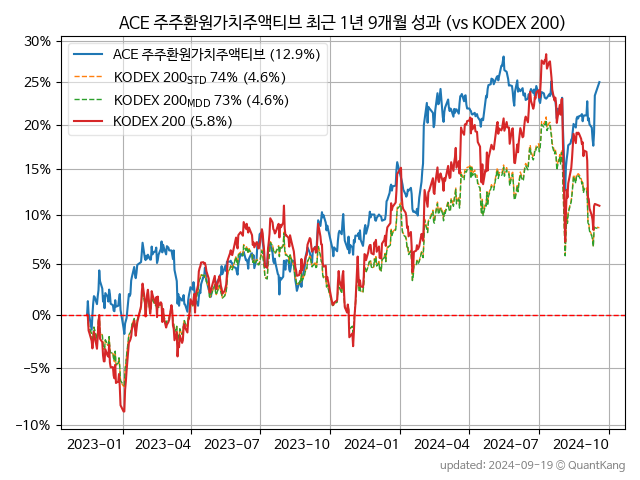 ACE 주주환원가치주액티브 최근 1년 9개월 성과 (vs KODEX 200)
30%
25%
20%
15%
10%
5%
0%
−5%
−10%
ACE 주주환원가치주액티브 (12.9%)
KODEX 200STD 74% (4.6%)
KODEX 200MDD 73% (4.6%)
KODEX 200 (5.8%)
2023−01 2023−04 2023−07 2023−10 2024−01 2024−04 2024−07 2024−10
updated: 2024-09-19 © QuantKang